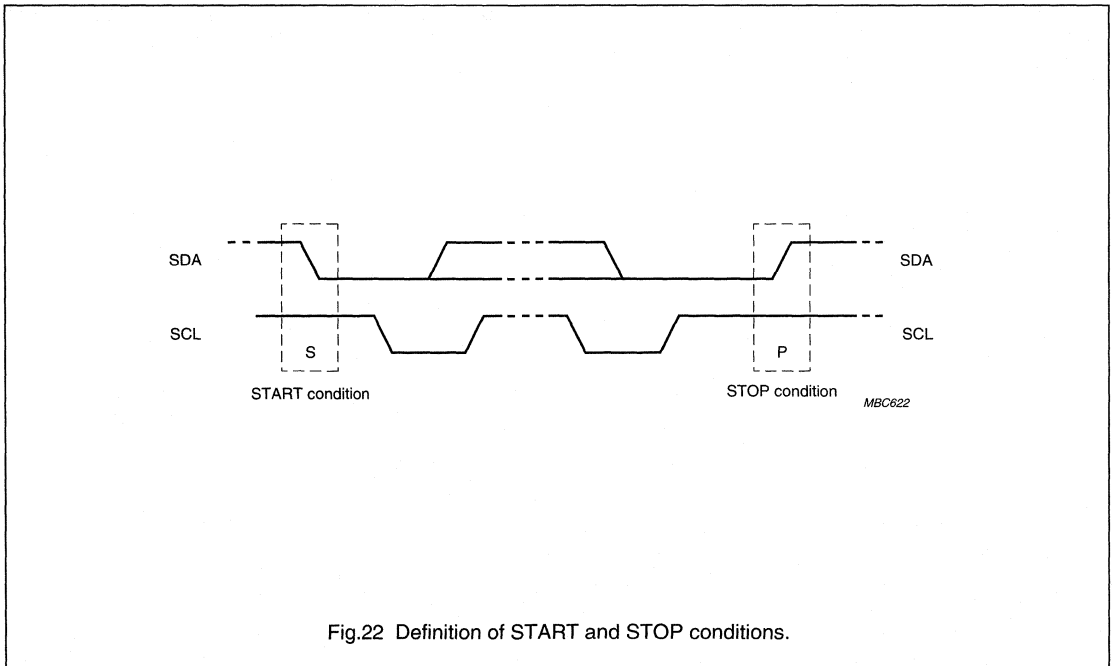 SDA
SDA
SCL
SCL
S
P
START condition
STOP condition
MBC622
Fig.22 Definition of START and STOP conditions.